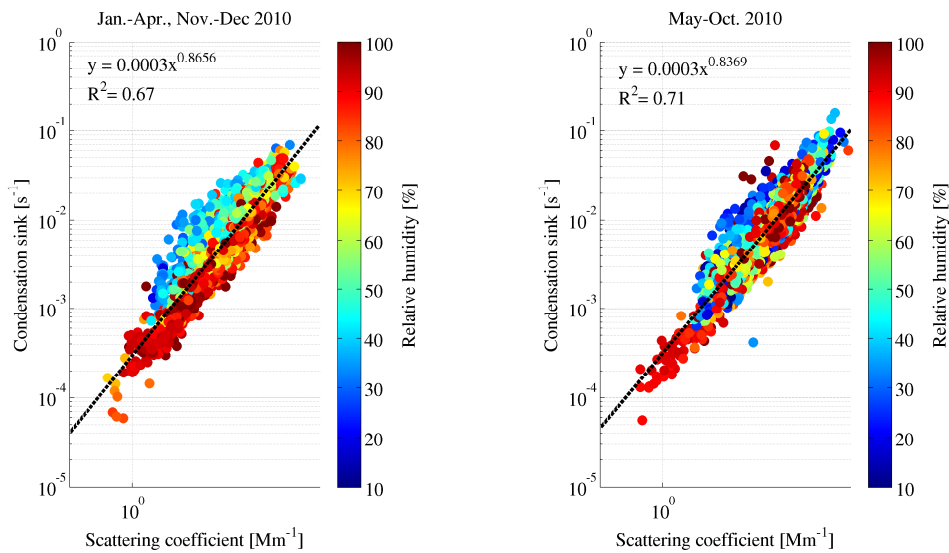 Jan.-Apr., Nov.-Dec 2010
y = 0.0003x^0.8656
R^2= 0.67
10^0
10^-1
10^-2
10^-3
10^-4
10^-5
Condensation sink [s^-1]
10^0
Scattering coefficient [Mm^-1]
100
90
80
70
60
50
40
30
20
10
Relative humidity [%]
May-Oct. 2010
y = 0.0003x^0.8369
R^2= 0.71
10^0
10^-1
10^-2
10^-3
10^-4
10^-5
Condensation sink [s^-1]
10^0
Scattering coefficient [Mm^-1]
100
90
80
70
60
50
40
30
20
10
Relative humidity [%]